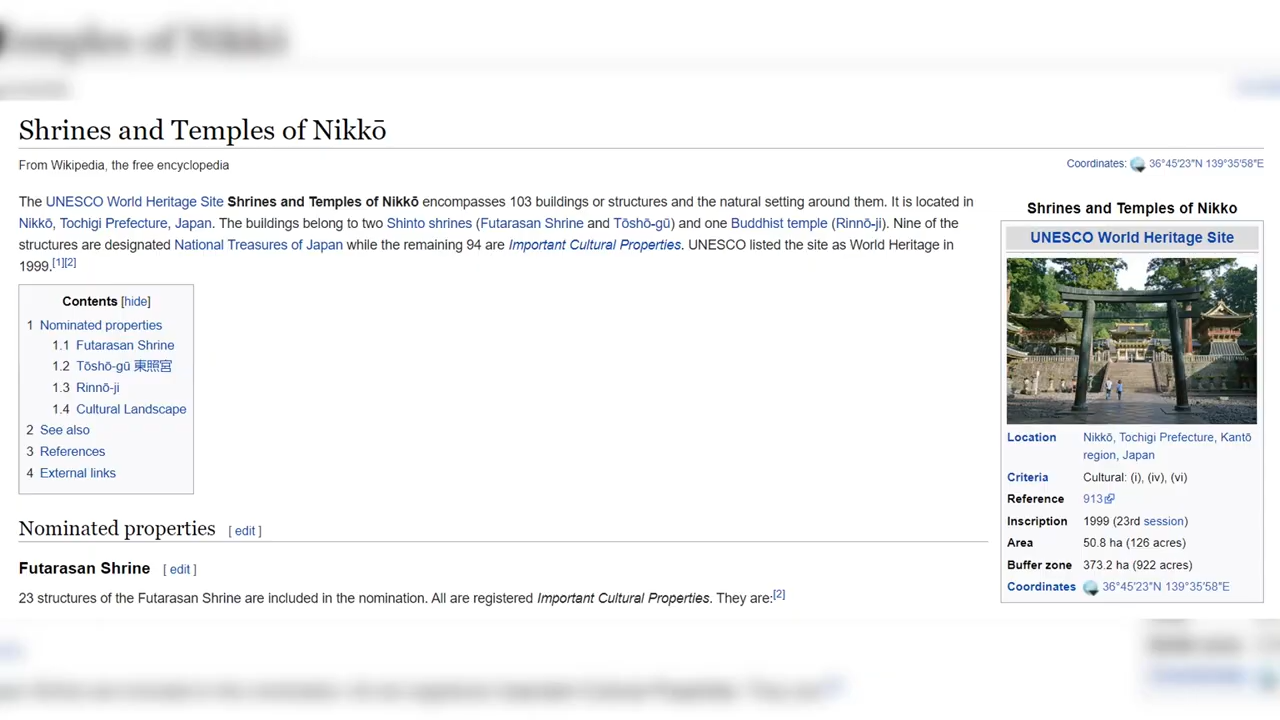 Temples of Nikkō
Shrines and Temples of Nikkō
From Wikipedia, the free encyclopedia
Coordinates: 36°45′23″N 139°35′58″E
The UNESCO World Heritage Site Shrines and Temples of Nikkō encompasses 103 buildings or structures and the natural setting around them. It is located in
Nikkō, Tochigi Prefecture, Japan. The buildings belong to two Shinto shrines (Futarasan Shrine and Tōshō-gū) and one Buddhist temple (Rinnō-ji). Nine of the
structures are designated National Treasures of Japan while the remaining 94 are Important Cultural Properties. UNESCO listed the site as World Heritage in
1999.[1][2]
Contents [hide]
1 Nominated properties
1.1 Futarasan Shrine
1.2 Tōshō-gū 東照宮
1.3 Rinnō-ji
1.4 Cultural Landscape
2 See also
3 References
4 External links
Shrines and Temples of Nikko
UNESCO World Heritage Site
Location Nikkō, Tochigi Prefecture, Kantō
region, Japan
Criteria Cultural: (i), (iv), (vi)
Reference 913
Inscription 1999 (23rd session)
Area 50.8 ha (126 acres)
Buffer zone 373.2 ha (922 acres)
Coordinates 36°45′23″N 139°35′58″E
Nominated properties [ edit ]
Futarasan Shrine [ edit ]
23 structures of the Futarasan Shrine are included in the nomination. All are registered Important Cultural Properties. They are:[2]